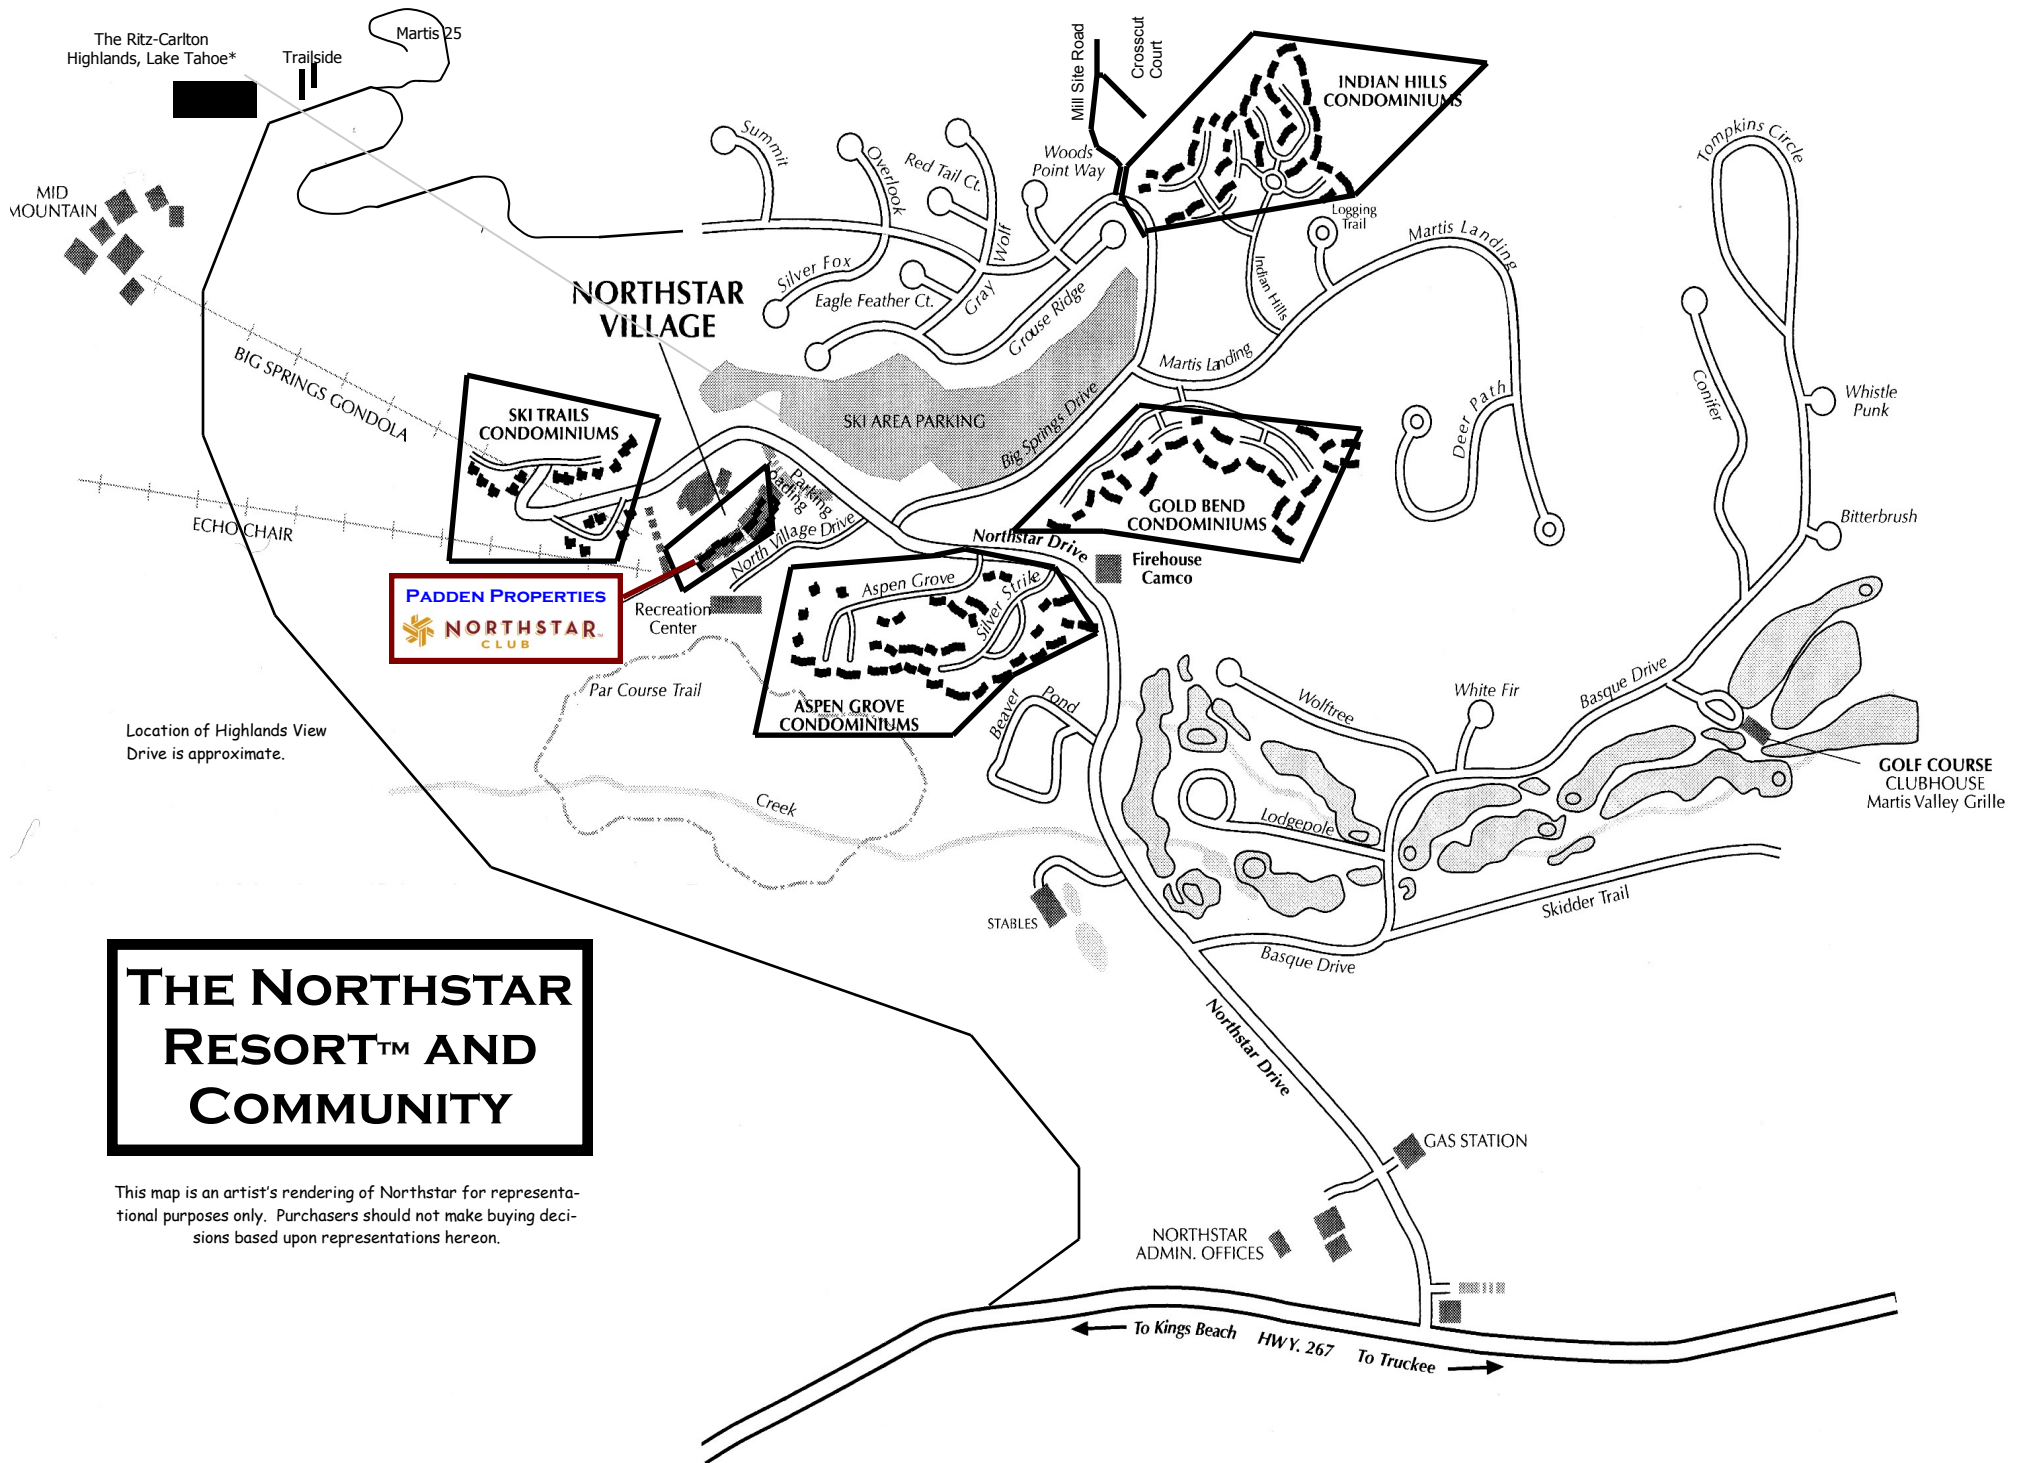 The Ritz-Carlton
Highlands, Lake Tahoe*
Trailside
Martis 25
Mill Site Road
Crosscut
Court
INDIAN HILLS
CONDOMINIUMS
Summit
Overlook
Red Tail Ct.
Woods
Point Way
Tompkins Circle
MID
MOUNTAIN
Wolf
Logging
Trail
Martis Landing
Silver Fox
Eagle Feather Ct.
Gray
Grouse Ridge
Indian Hills
NORTHSTAR
VILLAGE
BIG SPRINGS GONDOLA
Martis Landing
Conifer
Whistle
Punk
SKI TRAILS
CONDOMINIUMS
SKI AREA PARKING
Big Springs Drive
Deer Path
Parking
Loading
GOLD BEND
CONDOMINIUMS
Bitterbrush
ECHO CHAIR
North Village Drive
Northstar Drive
Firehouse
Camco
PADDEN PROPERTIES
NORTHSTAR
CLUB
Recreation
Center
Aspen Grove
Silver Strike
Par Course Trail
ASPEN GROVE
CONDOMINIUMS
Beaver
Pond
Wolftree
White Fir
Basque Drive
Location of Highlands View
Drive is approximate.
GOLF COURSE
CLUBHOUSE
Martis Valley Grille
Creek
Lodgepole
STABLES
Skidder Trail
Basque Drive
THE NORTHSTAR
RESORT™ AND
COMMUNITY
Northstar Drive
GAS STATION
This map is an artist's rendering of Northstar for representa-
tional purposes only. Purchasers should not make buying deci-
sions based upon representations hereon.
NORTHSTAR
ADMIN. OFFICES
To Kings Beach
HWY. 267
To Truckee